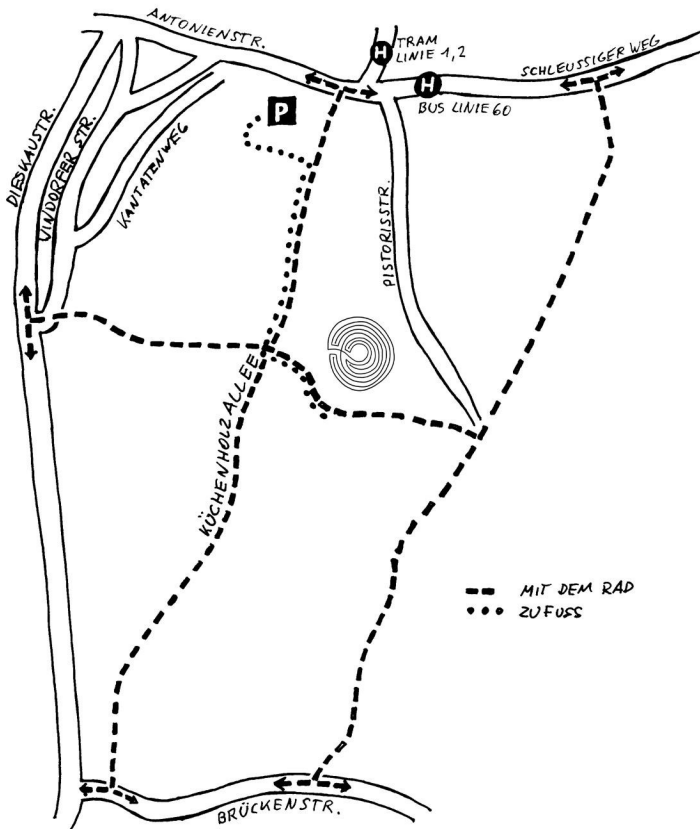 ANTONIENSTR.
H
TRAM
LINIE 1,2
H
BUS LINIE 60
SCHLEUSSIGER WEG
P
DIESKAUSTR.
WINDORFER STR.
KANTATENWEG
PISTORISSTR.
KÜCHENHOLZALLEE
MIT DEM RAD
ZU FUSS
BRÜCKENSTR.